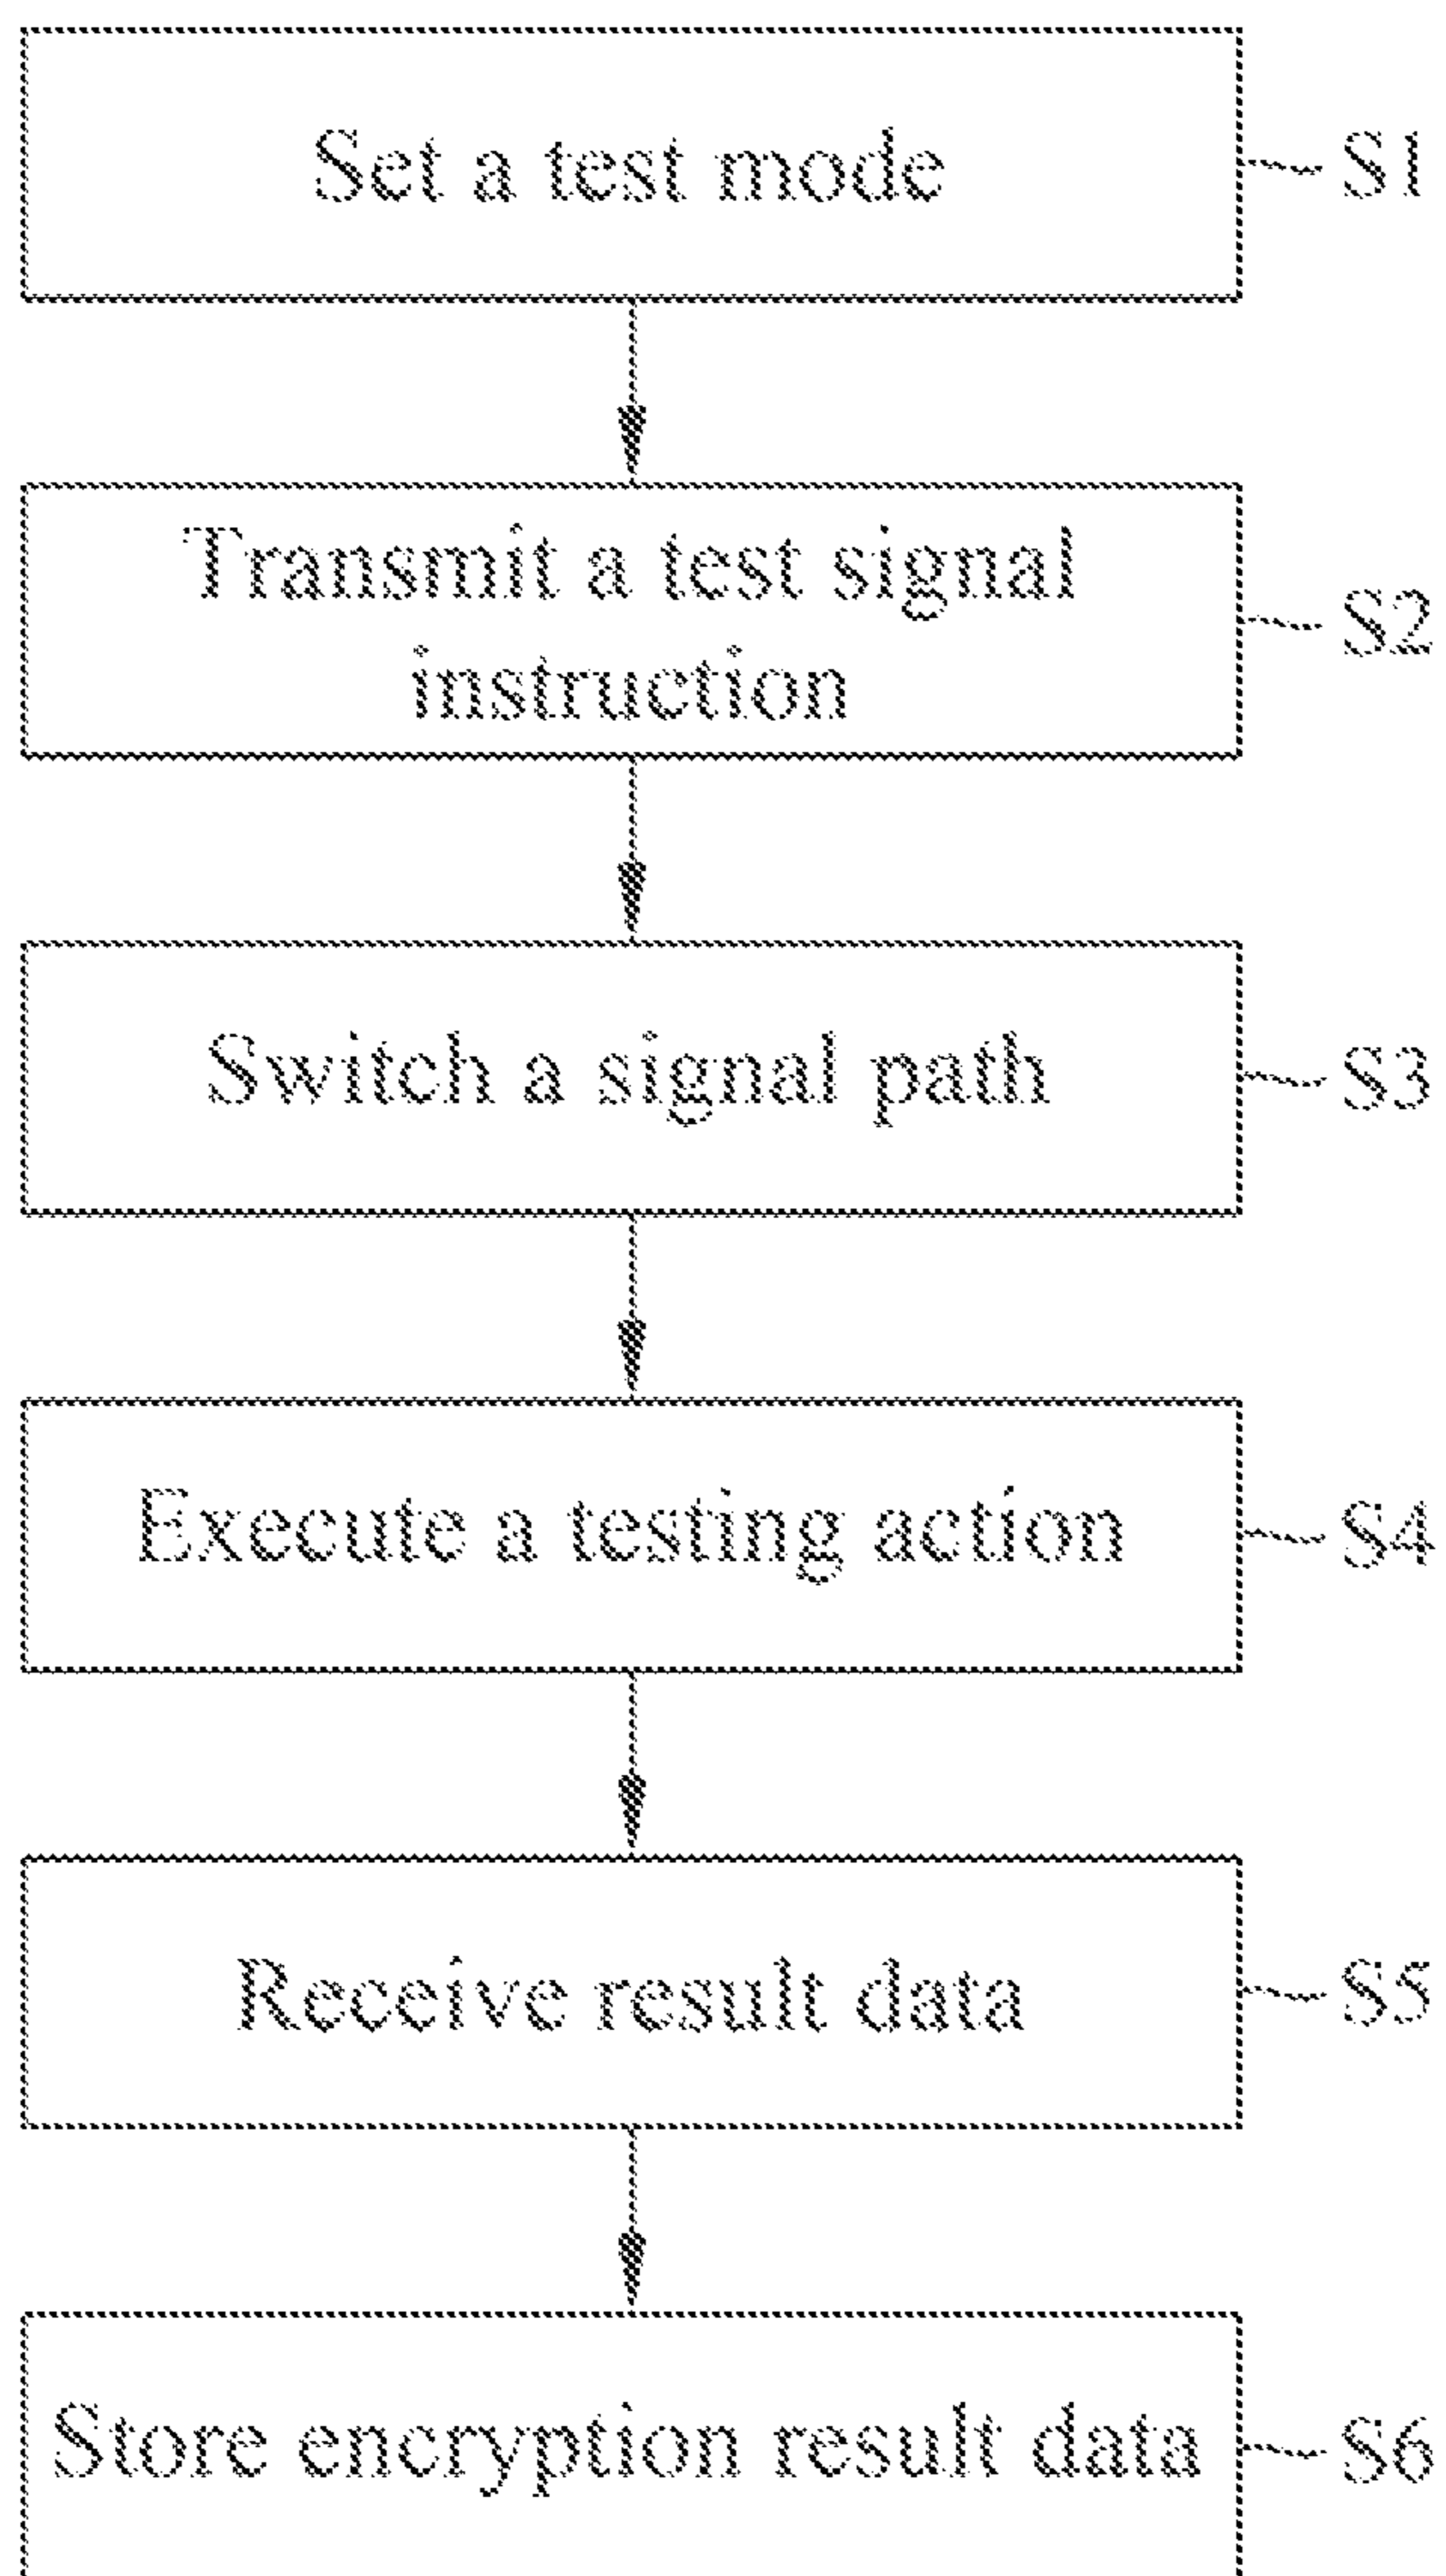 Set a test mode
S1
Transmit a test signal
instruction
S2
Switch a signal path
S3
Execute a testing action
S4
Receive result data
S5
Store encryption result data
S6